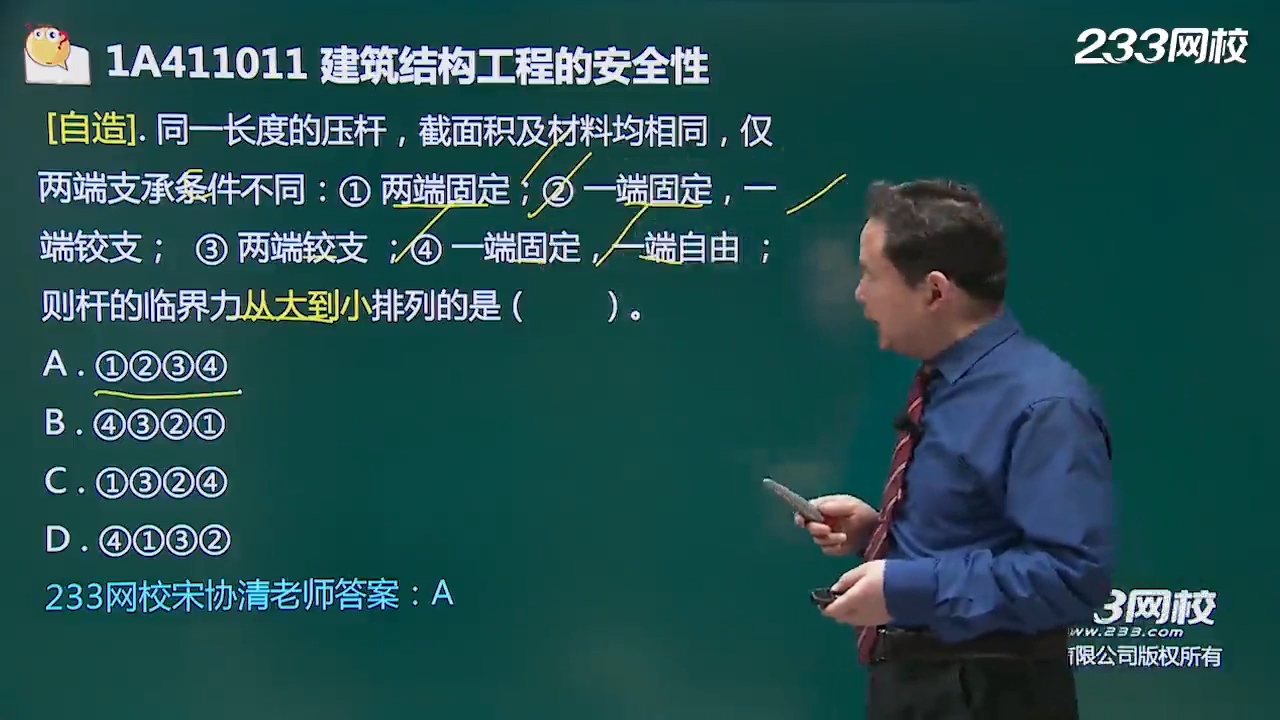 1A411011 建筑结构工程的安全性
233网校
[自造]. 同一长度的压杆，截面积及材料均相同，仅
两端支承条件不同：① 两端固定；② 一端固定，一
端铰支； ③ 两端铰支 ；④ 一端固定，一端自由 ；
则杆的临界力从大到小排列的是（ ）。
A . ①②③④
B . ④③②①
C . ①③②④
D . ④①③②
233网校宋协清老师答案：A
3网校
www.233.com
有限公司版权所有